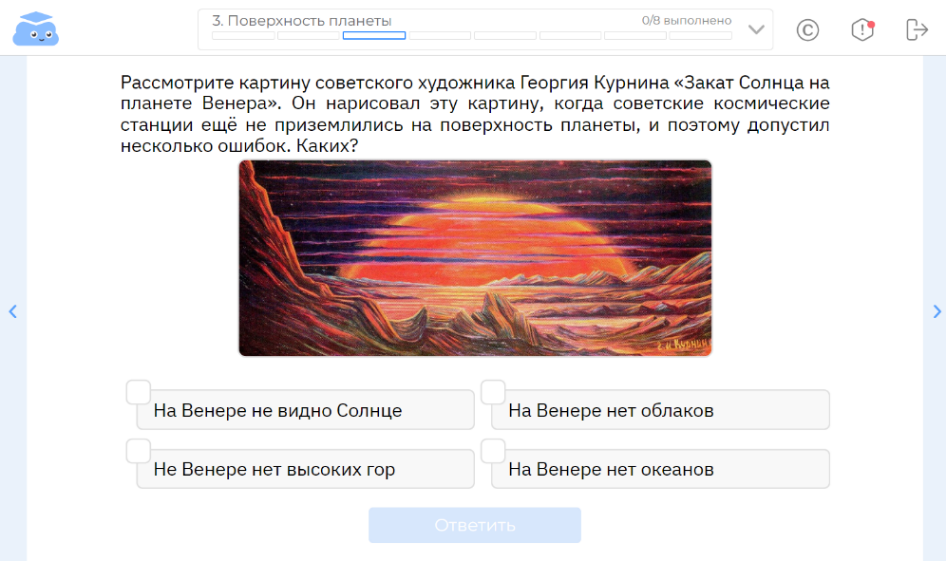 3. Поверхность планеты
0/8 выполнено
Рассмотрите картину советского художника Георгия Курнина «Закат Солнца на
планете Венера». Он нарисовал эту картину, когда советские космические
станции ещё не приземлились на поверхность планеты, и поэтому допустил
несколько ошибок. Каких?
Г. И. Курнин
На Венере не видно Солнце
На Венере нет облаков
Не Венере нет высоких гор
На Венере нет океанов
Ответить